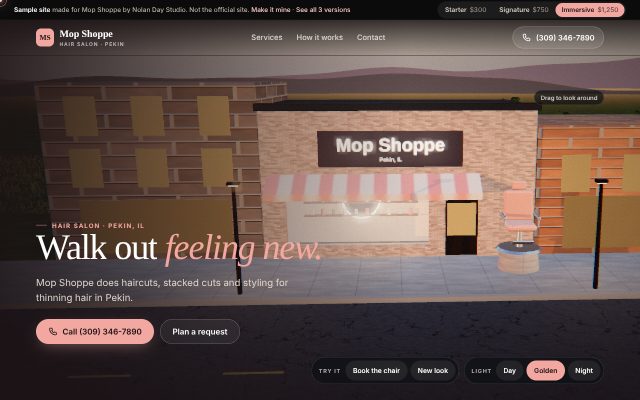 Sample site made for Mop Shoppe by Nolan Day Studio. Not the official site. Make it mine · See all 3 versions
Starter $300 Signature $750 Immersive $1,250
MS Mop Shoppe
HAIR SALON · PEKIN
Services How it works Contact
(309) 346-7890
Drag to look around
Mop Shoppe
Pekin, IL
HAIR SALON · PEKIN, IL
Walk out feeling new.
Mop Shoppe does haircuts, stacked cuts and styling for
thinning hair in Pekin.
Call (309) 346-7890 Plan a request
TRY IT Book the chair New look LIGHT Day Golden Night